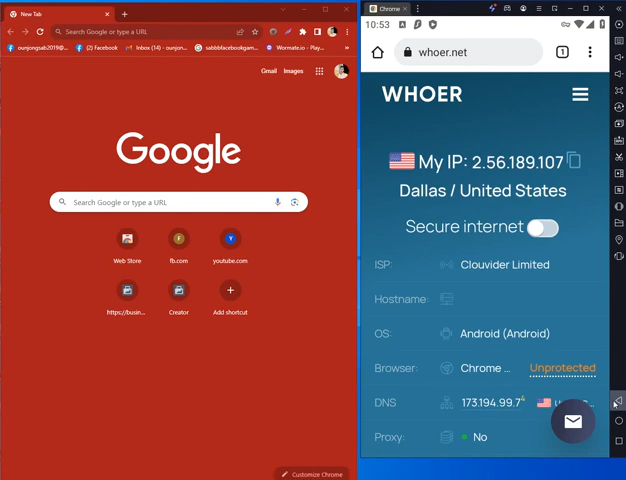 New Tab
Search Google or type a URL
ounjongsab2019@...
(2) Facebook
Inbox (14) - ounjon...
sabbbfacebookgam...
Wormate.io - Play...
Gmail
Images
Google
Search Google or type a URL
Web Store
F
fb.com
Y
youtube.com
https://busin...
Creator
Add shortcut
Customize Chrome
Chrome
10:53
whoer.net
1
WHOER
My IP: 2.56.189.107
Dallas / United States
Secure internet
ISP:
Clouvider Limited
Hostname:
OS:
Android (Android)
Browser:
Chrome ...
Unprotected
DNS
173.194.99.7
4
Proxy:
No